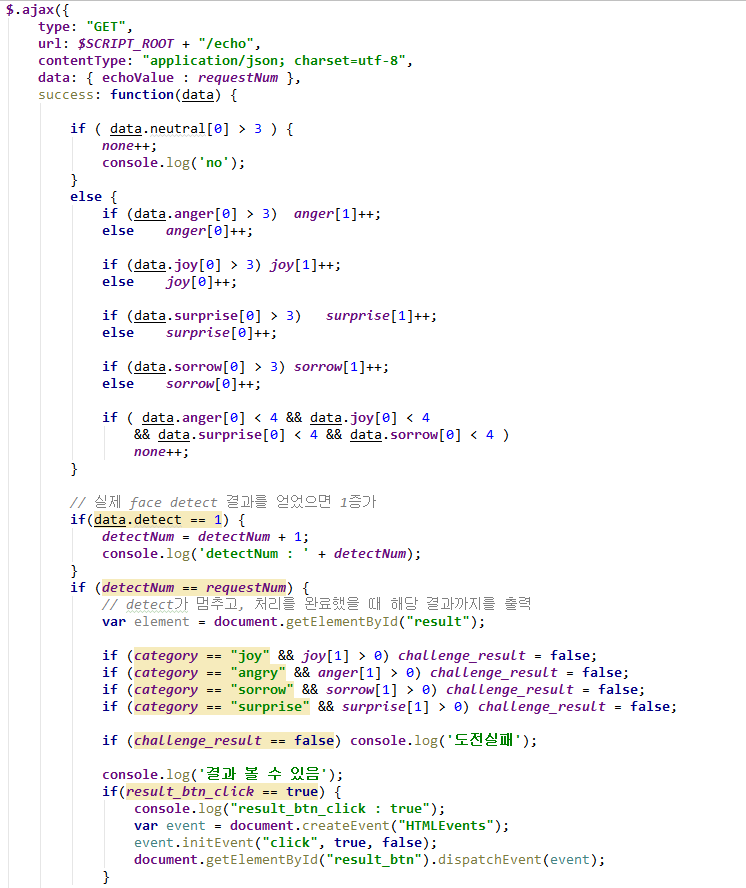 $.ajax({
type: "GET",
url: $SCRIPT_ROOT + "/echo",
contentType: "application/json; charset=utf-8",
data: { echoValue : requestNum },
success: function(data) {
if ( data.neutral[0] > 3 ) {
none++;
console.log('no');
}
else {
if (data.anger[0] > 3)  anger[1]++;
else    anger[0]++;
if (data.joy[0] > 3) joy[1]++;
else    joy[0]++;
if (data.surprise[0] > 3)   surprise[1]++;
else    surprise[0]++;
if (data.sorrow[0] > 3) sorrow[1]++;
else    sorrow[0]++;
if ( data.anger[0] < 4 && data.joy[0] < 4
&& data.surprise[0] < 4 && data.sorrow[0] < 4 )
none++;
}
// 실제 face detect 결과를 얻었으면 1증가
if(data.detect == 1) {
detectNum = detectNum + 1;
console.log('detectNum : ' + detectNum);
}
if (detectNum == requestNum) {
// detect가 멈추고, 처리를 완료했을 때 해당 결과까지를 출력
var element = document.getElementById("result");
if (category == "joy" && joy[1] > 0) challenge_result = false;
if (category == "angry" && anger[1] > 0) challenge_result = false;
if (category == "sorrow" && sorrow[1] > 0) challenge_result = false;
if (category == "surprise" && surprise[1] > 0) challenge_result = false;
if (challenge_result == false) console.log('도전실패');
console.log('결과 볼 수 있음');
if(result_btn_click == true) {
console.log("result_btn_click : true");
var event = document.createEvent("HTMLEvents");
event.initEvent("click", true, false);
document.getElementById("result_btn").dispatchEvent(event);
}